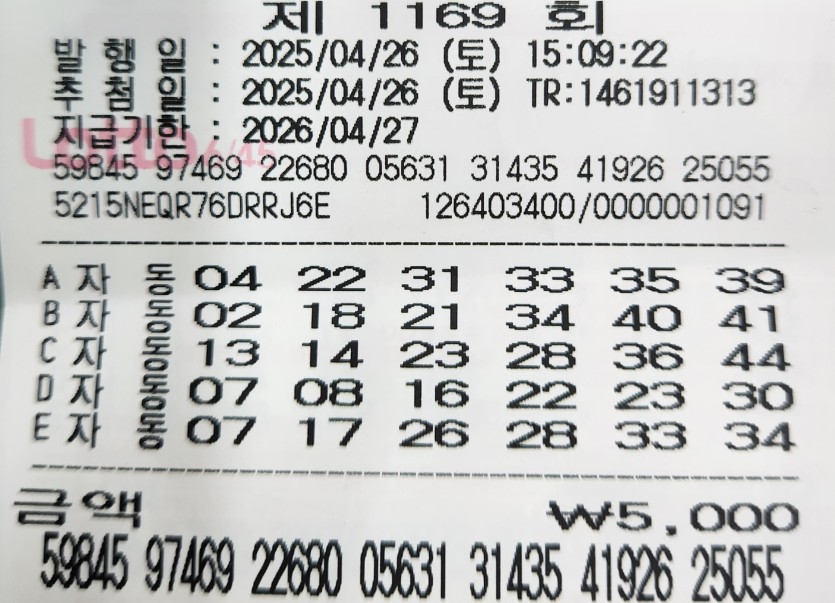 제 1169 회
발 행 일 : 2025/04/26 (토) 15:09:22
추 첨 일 : 2025/04/26 (토) TR:1461911313
지급기한 : 2026/04/27
LOTTO 6/45
59845 97469 22680 05631 31435 41926 25055
5215NEQR76DRRJ6E 126403400/0000001091
A 자 동 04 22 31 33 35 39
B 자 동 02 18 21 34 40 41
C 자 동 13 14 23 28 36 44
D 자 동 07 08 16 22 23 30
E 자 동 07 17 26 28 33 34
금액 ₩5,000
59845 97469 22680 05631 31435 41926 25055